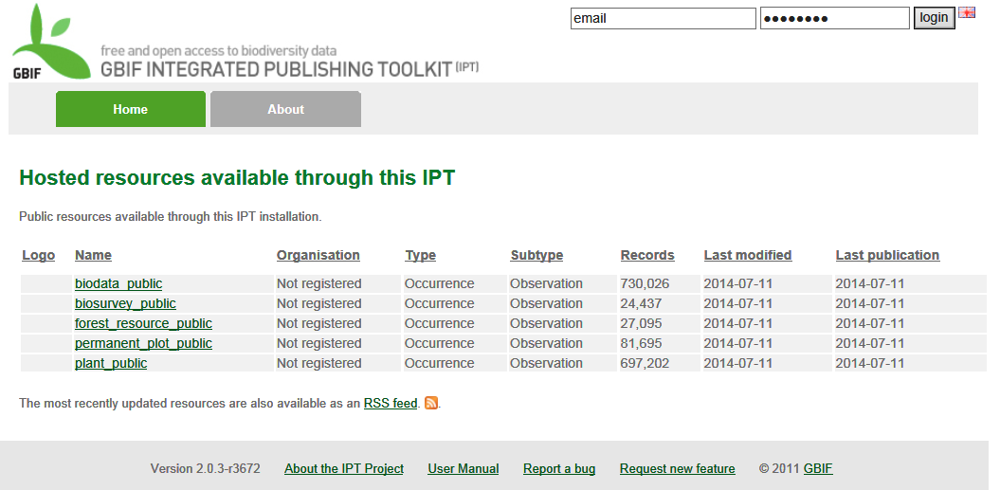 email ●●●●●●●● login
GBIF
free and open access to biodiversity data
GBIF INTEGRATED PUBLISHING TOOLKIT (IPT)
Home About
Hosted resources available through this IPT
Public resources available through this IPT installation.
Logo Name Organisation Type Subtype Records Last modified Last publication
biodata_public Not registered Occurrence Observation 730,026 2014-07-11 2014-07-11
biosurvey_public Not registered Occurrence Observation 24,437 2014-07-11 2014-07-11
forest_resource_public Not registered Occurrence Observation 27,095 2014-07-11 2014-07-11
permanent_plot_public Not registered Occurrence Observation 81,695 2014-07-11 2014-07-11
plant_public Not registered Occurrence Observation 697,202 2014-07-11 2014-07-11
The most recently updated resources are also available as an RSS feed. .
Version 2.0.3-r3672 About the IPT Project User Manual Report a bug Request new feature © 2011 GBIF